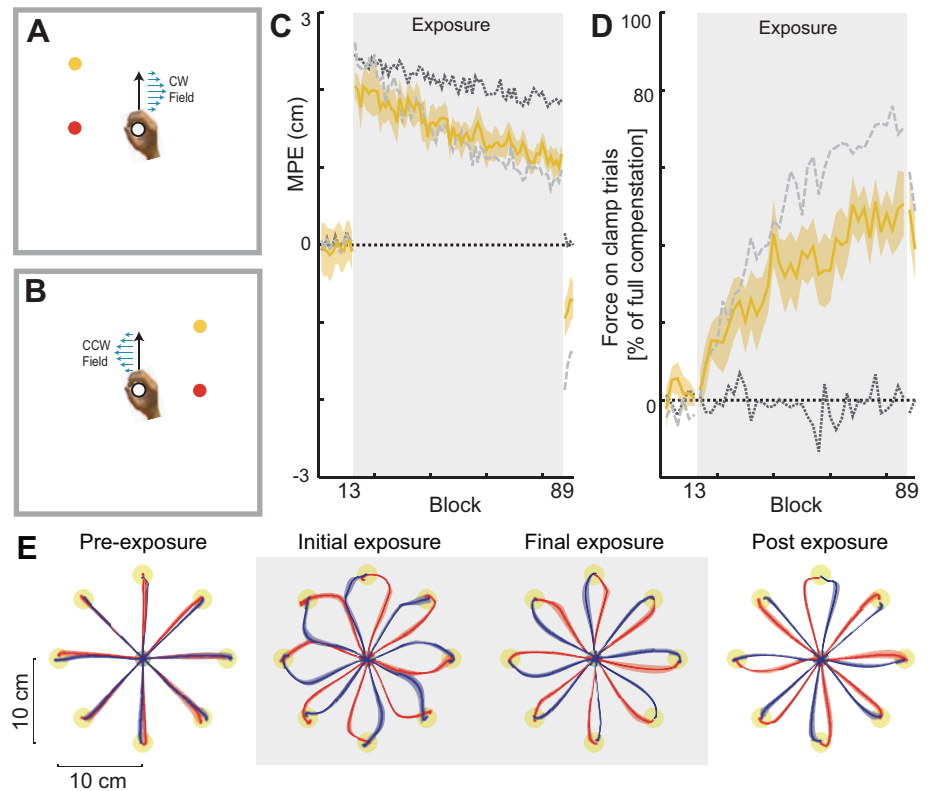 A
CW
Field
B
CCW
Field
C
3
Exposure
MPE (cm)
0
-3
13
89
Block
D
100
Exposure
80
Force on clamp trials
[% of full compenstation]
0
13
89
Block
E
Pre-exposure
Initial exposure
Final exposure
Post exposure
10 cm
10 cm